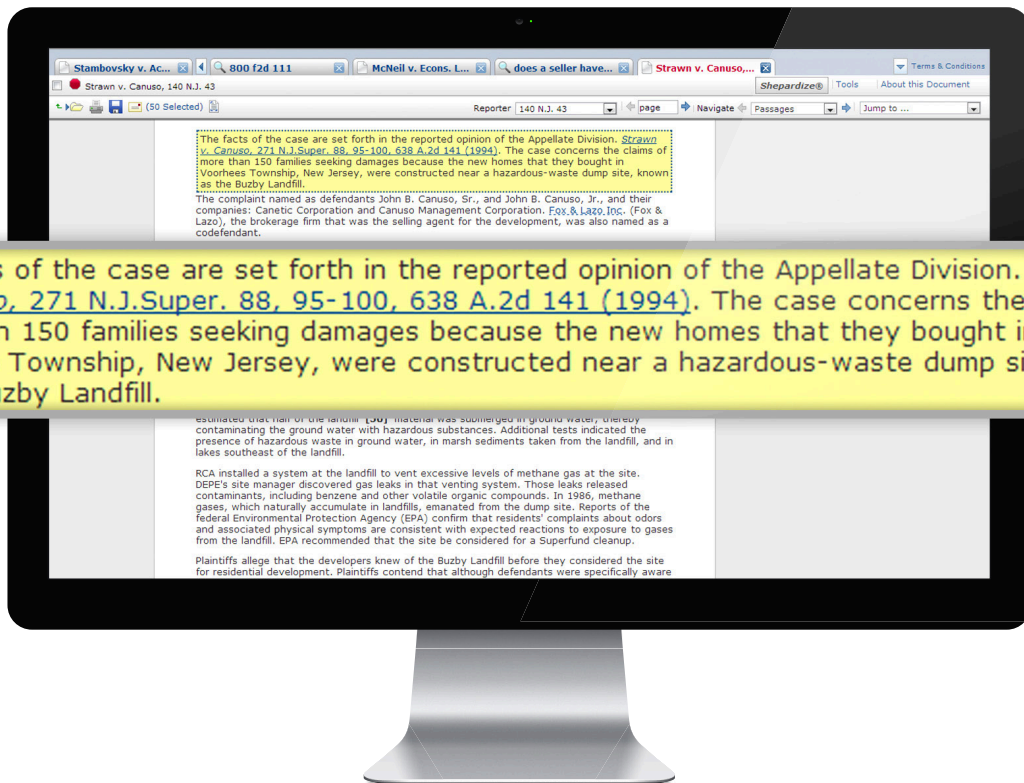 Stambovsky v. Ac...
800 f2d 111
McNeil v. Econs. L...
does a seller have...
Strawn v. Canuso,...
Terms & Conditions
Strawn v. Canuso, 140 N.J. 43
Shepardize®
Tools
About this Document
(50 Selected)
Reporter
140 N.J. 43
page
Navigate
Passages
Jump to ...
The facts of the case are set forth in the reported opinion of the Appellate Division. Strawn
v. Canuso, 271 N.J.Super. 88, 95-100, 638 A.2d 141 (1994). The case concerns the claims of
more than 150 families seeking damages because the new homes that they bought in
Voorhees Township, New Jersey, were constructed near a hazardous-waste dump site, known
as the Buzby Landfill.
The complaint named as defendants John B. Canuso, Sr., and John B. Canuso, Jr., and their
companies: Canetic Corporation and Canuso Management Corporation. Fox & Lazo Inc. (Fox &
Lazo), the brokerage firm that was the selling agent for the development, was also named as a
codefendant.
s of the case are set forth in the reported opinion of the Appellate Division.
o, 271 N.J.Super. 88, 95-100, 638 A.2d 141 (1994). The case concerns the
n 150 families seeking damages because the new homes that they bought in
Township, New Jersey, were constructed near a hazardous-waste dump si
uzby Landfill.
estimated that half of the landfill [50] material was submerged in ground water, thereby
contaminating the ground water with hazardous substances. Additional tests indicated the
presence of hazardous waste in ground water, in marsh sediments taken from the landfill, and in
lakes southeast of the landfill.
RCA installed a system at the landfill to vent excessive levels of methane gas at the site.
DEPE's site manager discovered gas leaks in that venting system. Those leaks released
contaminants, including benzene and other volatile organic compounds. In 1986, methane
gases, which naturally accumulate in landfills, emanated from the dump site. Reports of the
federal Environmental Protection Agency (EPA) confirm that residents' complaints about odors
and associated physical symptoms are consistent with expected reactions to exposure to gases
from the landfill. EPA recommended that the site be considered for a Superfund cleanup.
Plaintiffs allege that the developers knew of the Buzby Landfill before they considered the site
for residential development. Plaintiffs contend that although defendants were specifically aware